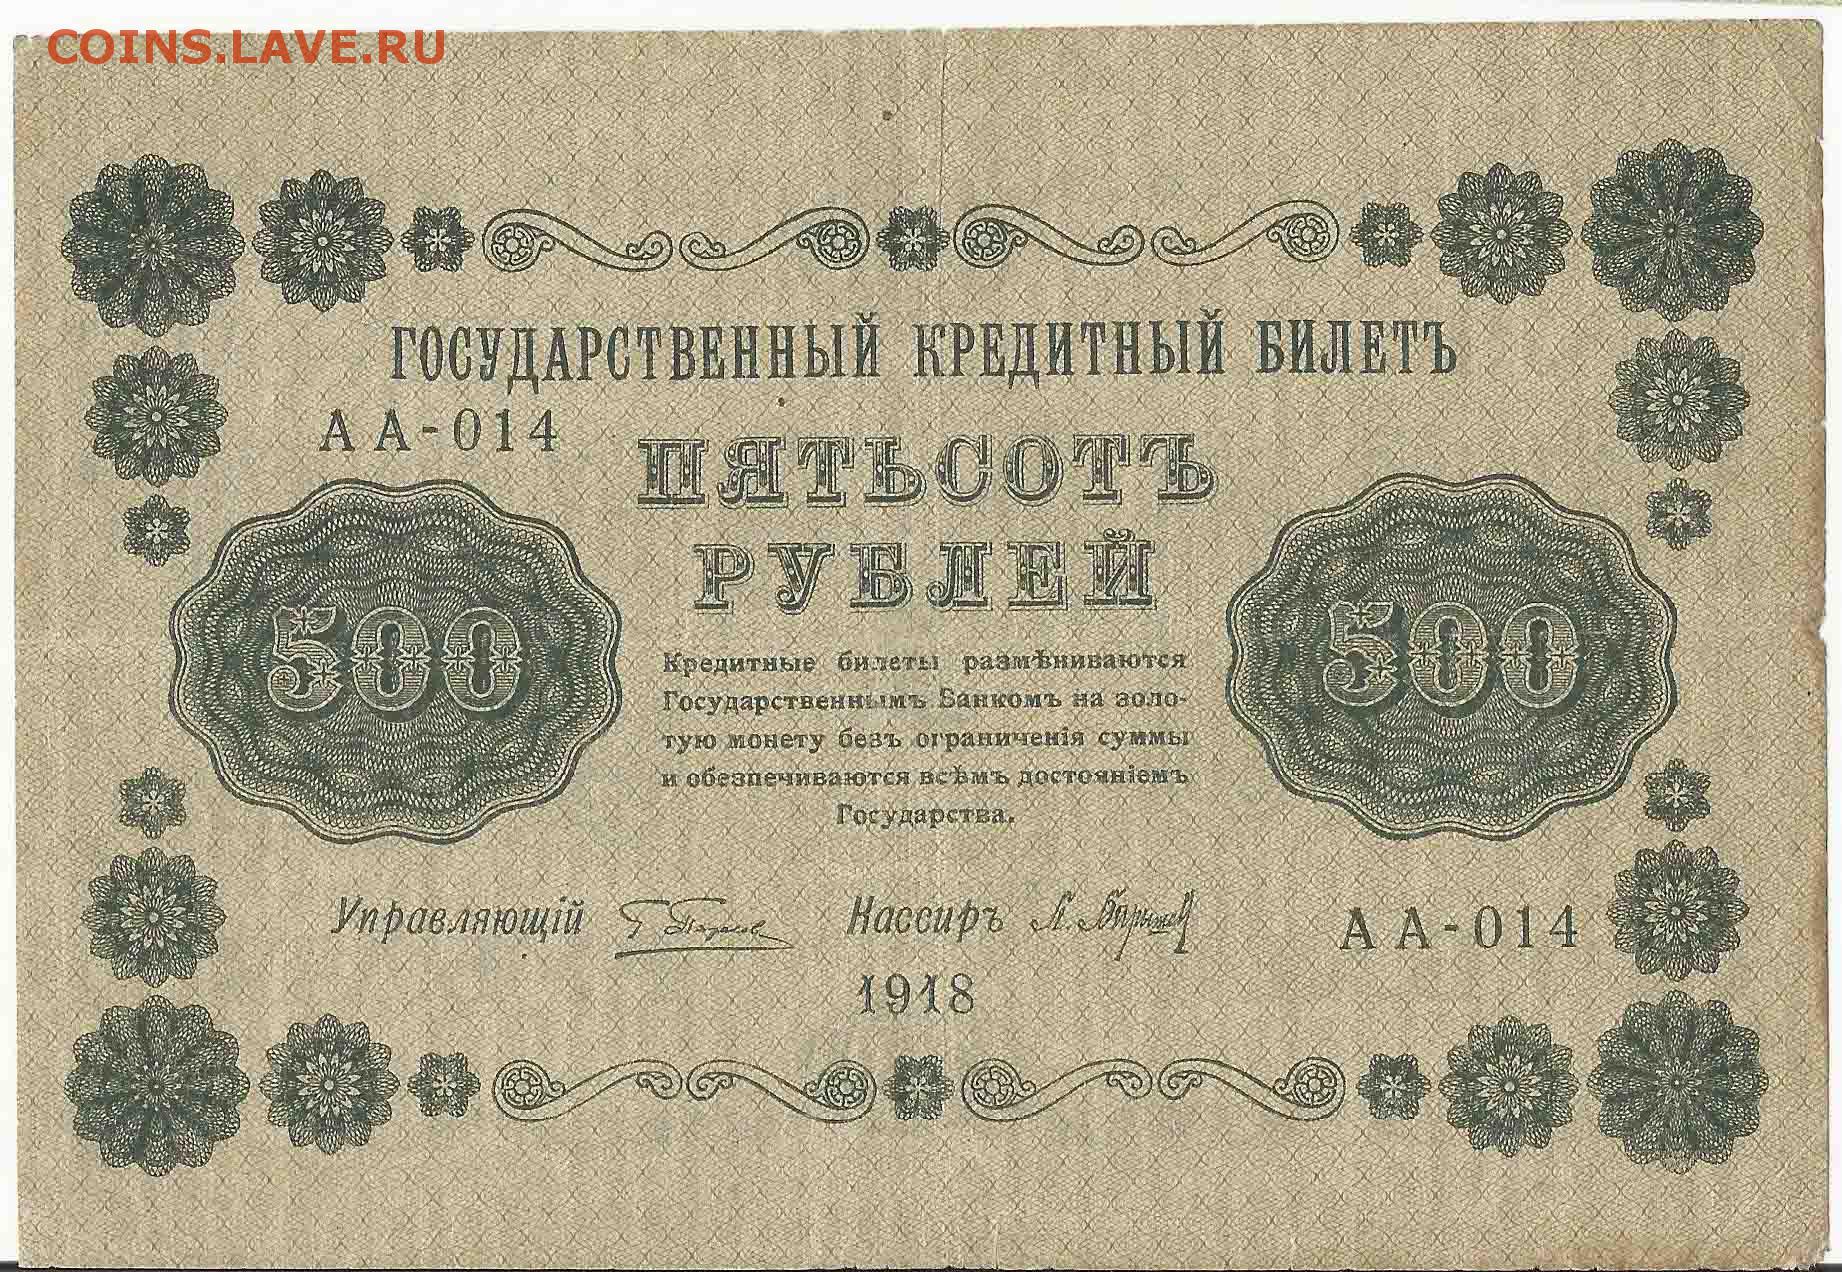 COINS.LAVE.RU
ГОСУДАРСТВЕННЫЙ КРЕДИТНЫЙ БИЛЕТЪ
АА-014
ПЯТЬСОТЪ
РУБЛЕЙ
500
500
Кредитные билеты размѣниваются
Государственнымъ Банкомъ на золо-
тую монету безъ ограниченія суммы
и обезпечиваются всѣмъ достояніемъ
Государства.
Управляющій
Кассиръ
АА-014
1918